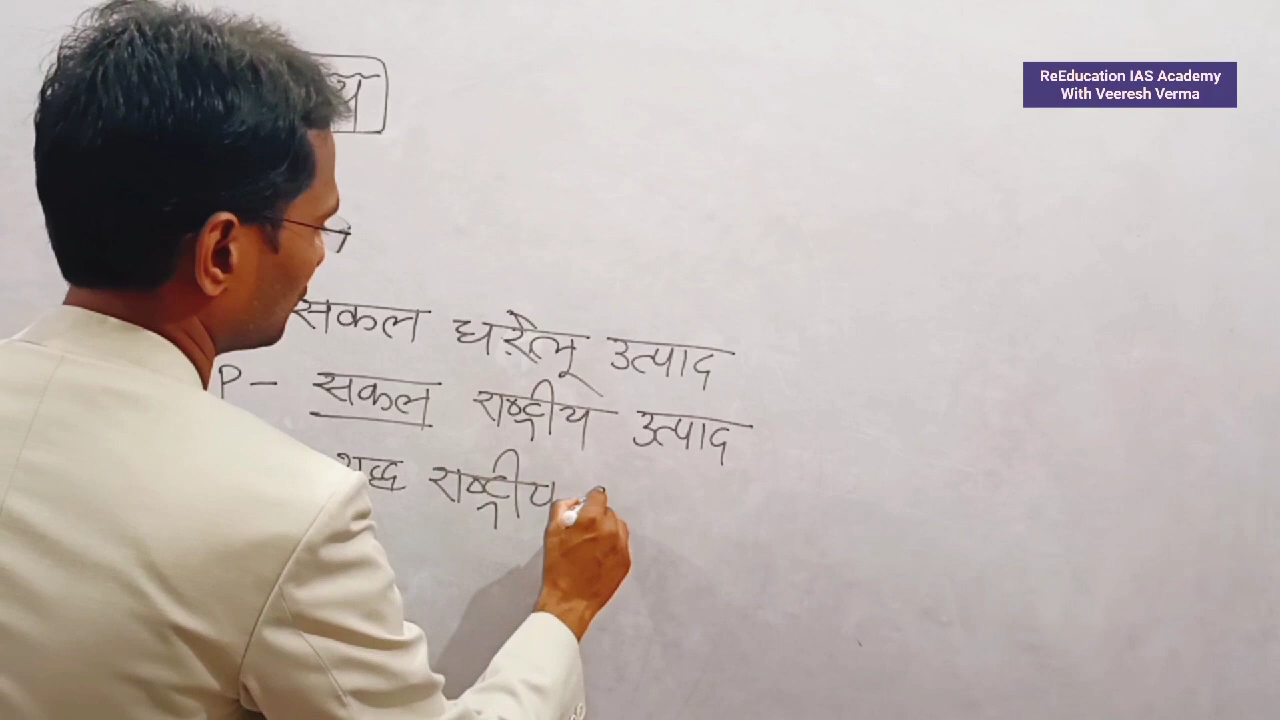 ReEducation IAS Academy
With Veeresh Verma
सकल घरेलू उत्पाद
P - सकल राष्ट्रीय उत्पाद
शुद्ध राष्ट्रीय